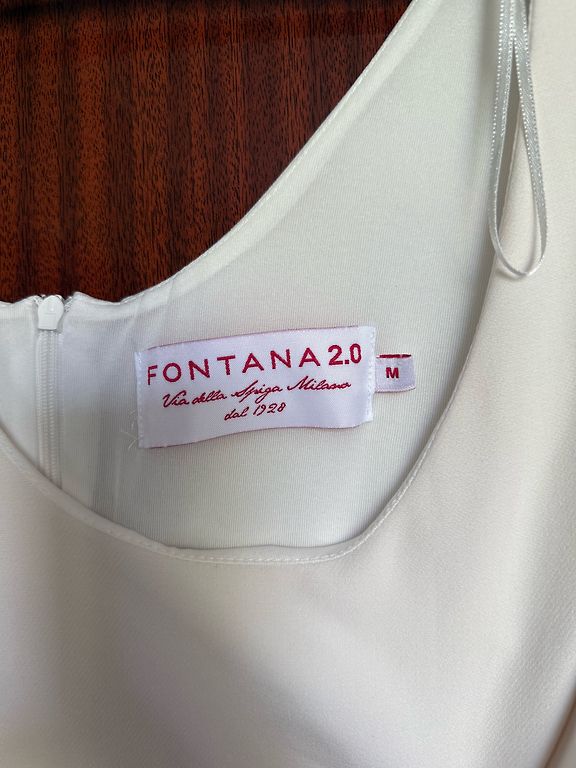 FONTANA 2.0
Via della Spiga Milano
dal 1928
M